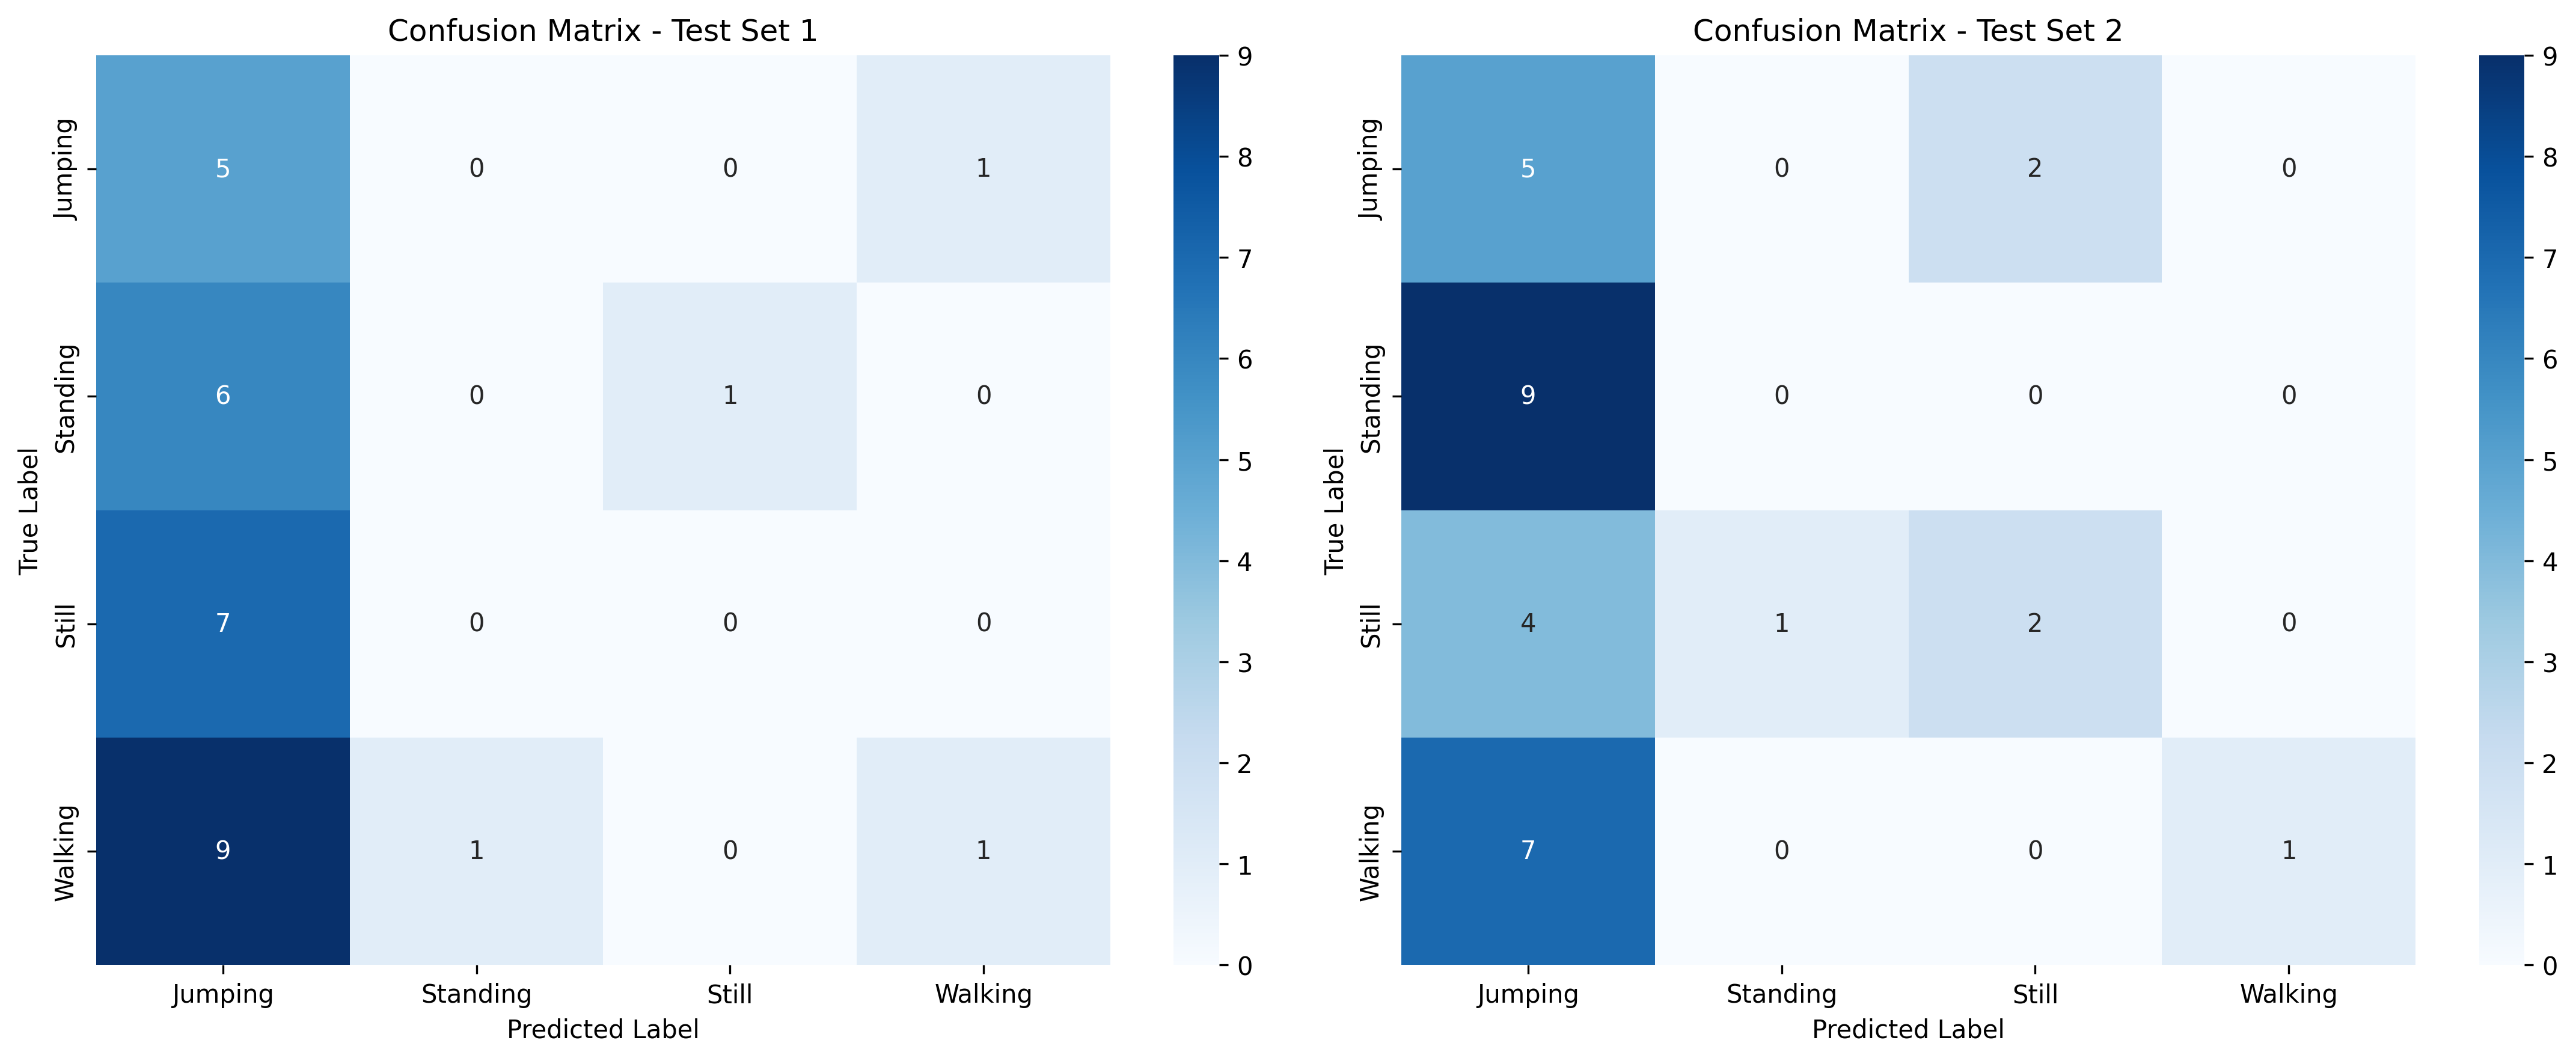 Confusion Matrix - Test Set 1
True Label
Jumping
Standing
Still
Walking
5 0 0 1
6 0 1 0
7 0 0 0
9 1 0 1
Jumping Standing Still Walking
Predicted Label
9
8
7
6
5
4
3
2
1
0
Confusion Matrix - Test Set 2
True Label
Jumping
Standing
Still
Walking
5 0 2 0
9 0 0 0
4 1 2 0
7 0 0 1
Jumping Standing Still Walking
Predicted Label
9
8
7
6
5
4
3
2
1
0